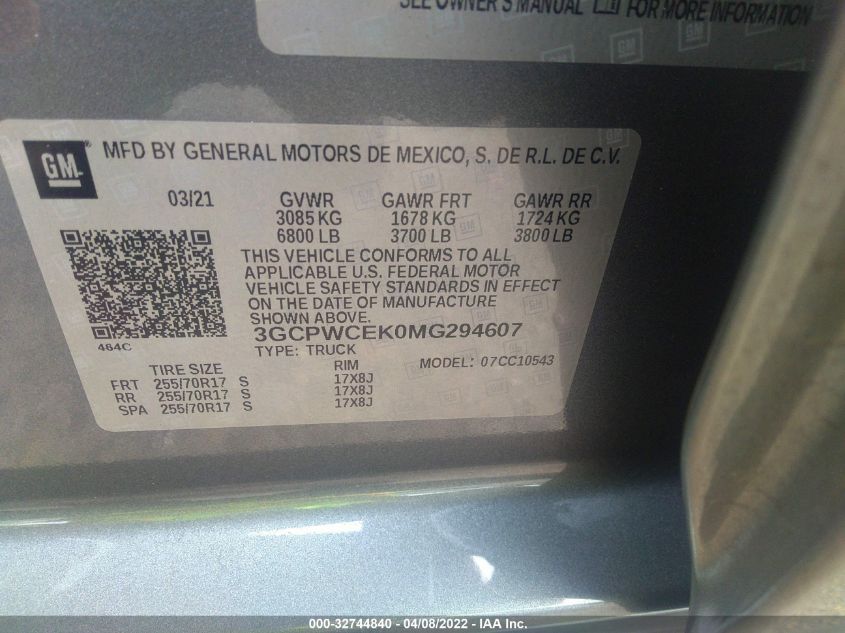 SEE OWNER'S MANUAL FOR MORE INFORMATION
GM
MFD BY GENERAL MOTORS DE MEXICO, S. DE R.L. DE C.V.
03/21 GVWR GAWR FRT GAWR RR
3085 KG 1678 KG 1724 KG
6800 LB 3700 LB 3800 LB
THIS VEHICLE CONFORMS TO ALL
APPLICABLE U.S. FEDERAL MOTOR
VEHICLE SAFETY STANDARDS IN EFFECT
ON THE DATE OF MANUFACTURE
SHOWN ABOVE.
3GCPWCEK0MG294607
484C
TYPE: TRUCK MODEL: 07CC10543
TIRE SIZE RIM
FRT 255/70R17 S 17X8J
RR 255/70R17 S 17X8J
SPA 255/70R17 S 17X8J
000-32744840 - 04/08/2022 - IAA Inc.